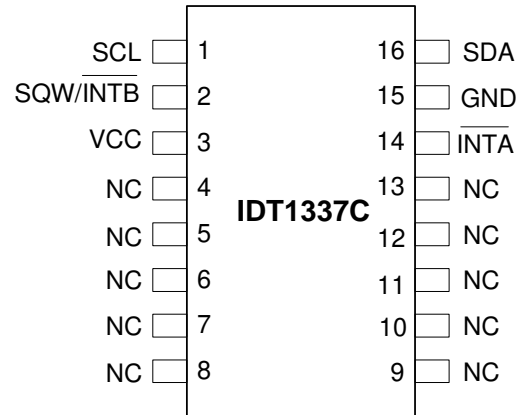 SCL 1 16 SDA
SQW/INTB 2 15 GND
VCC 3 14 INTA
NC 4 13 NC
IDT1337C
NC 5 12 NC
NC 6 11 NC
NC 7 10 NC
NC 8 9 NC